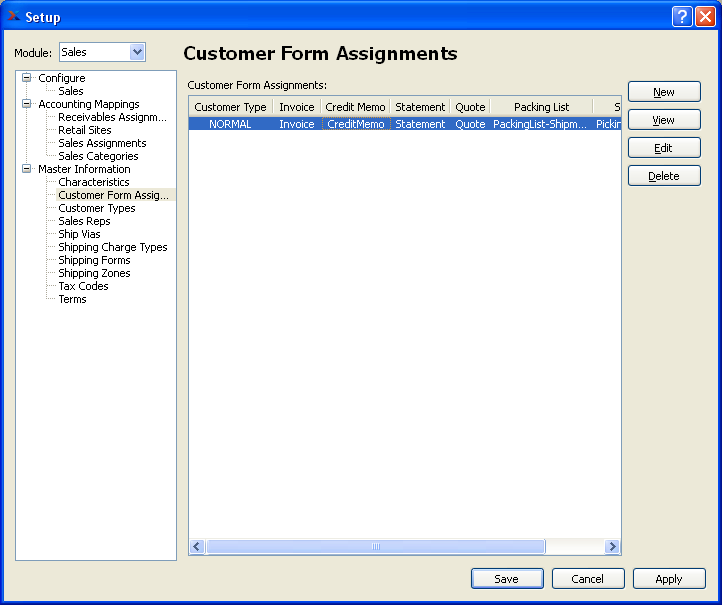 Setup
Module: Sales
Customer Form Assignments
Configure
Sales
Accounting Mappings
Receivables Assignm...
Retail Sites
Sales Assignments
Sales Categories
Master Information
Characteristics
Customer Form Assig...
Customer Types
Sales Reps
Ship Vias
Shipping Charge Types
Shipping Forms
Shipping Zones
Tax Codes
Terms
Customer Form Assignments:
Customer Type Invoice Credit Memo Statement Quote Packing List S
NORMAL Invoice CreditMemo Statement Quote PackingList-Shipm... Pickin
New
View
Edit
Delete
Save Cancel Apply